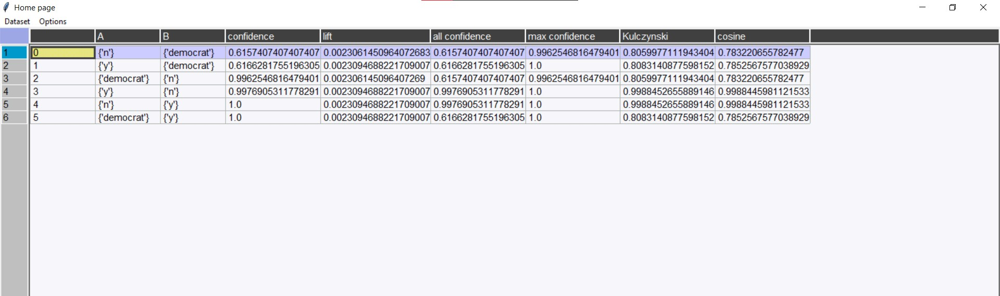 Home page
Dataset Options
A B confidence lift all confidence max confidence Kulczynski cosine
1 0 {'n'} {'democrat'} 0.6157407407407407 0.0023061450964072683 0.6157407407407407 0.9962546816479401 0.8059977111943404 0.783220655782477
2 1 {'y'} {'democrat'} 0.6166281755196305 0.0023094688221709007 0.6166281755196305 1.0 0.8083140877598152 0.7852567577038929
3 2 {'democrat'} {'n'} 0.9962546816479401 0.002306145096407269 0.6157407407407407 0.9962546816479401 0.8059977111943404 0.783220655782477
4 3 {'y'} {'n'} 0.9976905311778291 0.0023094688221709007 0.9976905311778291 1.0 0.9988452655889146 0.9988445981121533
5 4 {'n'} {'y'} 1.0 0.0023094688221709007 0.9976905311778291 1.0 0.9988452655889146 0.9988445981121533
6 5 {'democrat'} {'y'} 1.0 0.0023094688221709007 0.6166281755196305 1.0 0.8083140877598152 0.7852567577038929